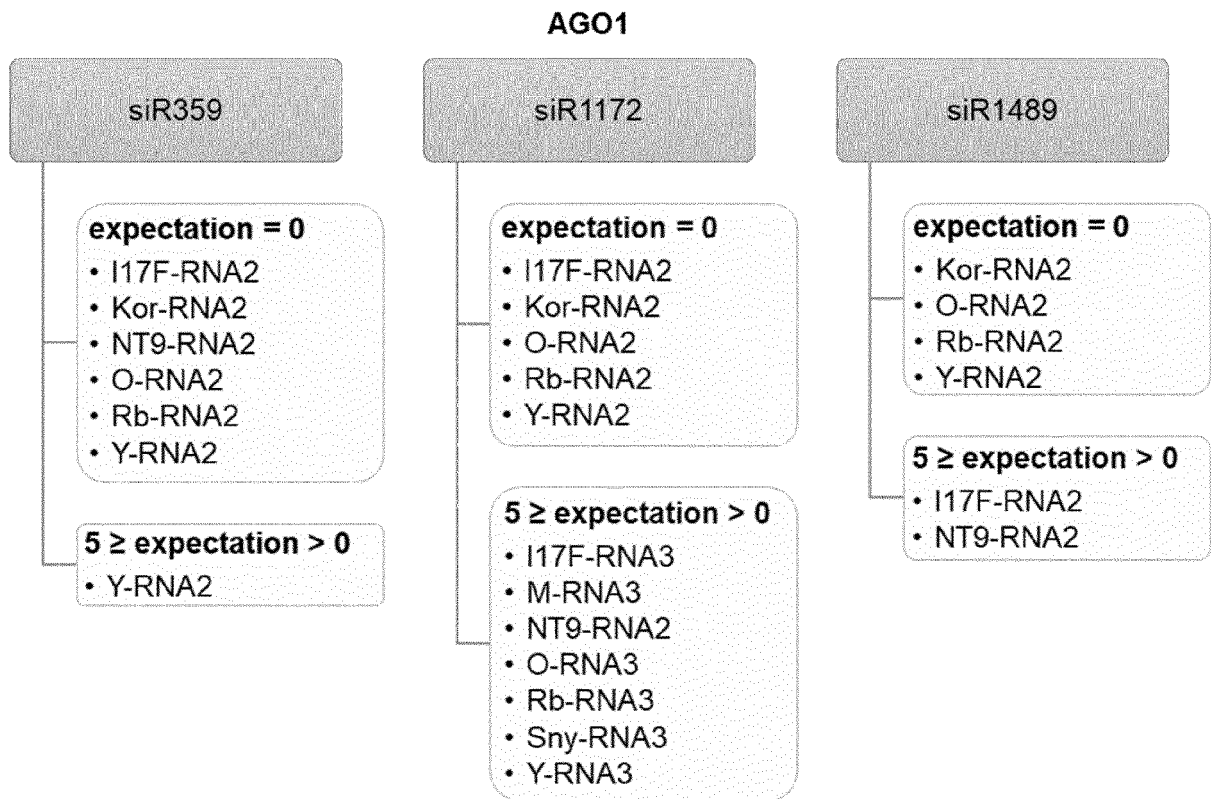 AGO1
siR359
expectation = 0
• I17F-RNA2
• Kor-RNA2
• NT9-RNA2
• O-RNA2
• Rb-RNA2
• Y-RNA2
5 ≥ expectation > 0
• Y-RNA2
siR1172
expectation = 0
• I17F-RNA2
• Kor-RNA2
• O-RNA2
• Rb-RNA2
• Y-RNA2
5 ≥ expectation > 0
• I17F-RNA3
• M-RNA3
• NT9-RNA2
• O-RNA3
• Rb-RNA3
• Sny-RNA3
• Y-RNA3
siR1489
expectation = 0
• Kor-RNA2
• O-RNA2
• Rb-RNA2
• Y-RNA2
5 ≥ expectation > 0
• I17F-RNA2
• NT9-RNA2